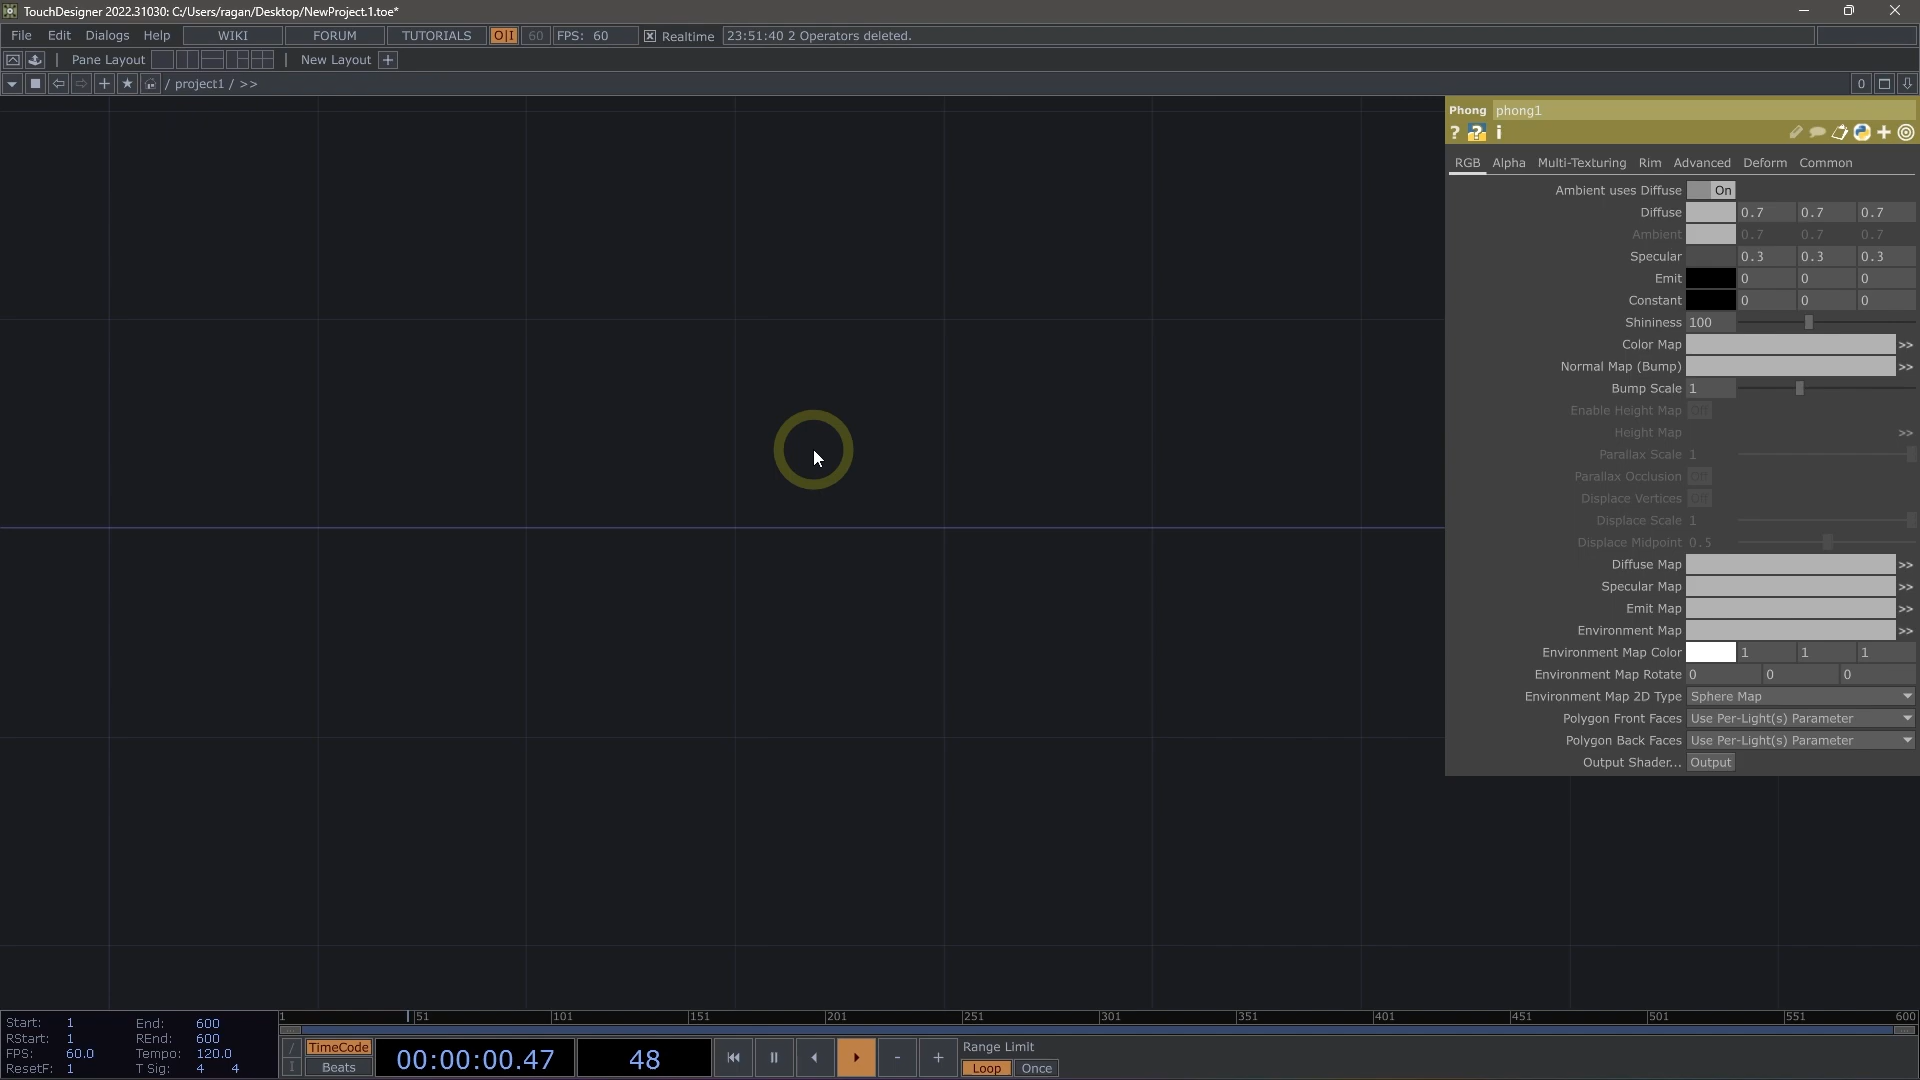 TouchDesigner 2022.31030: C:/Users/ragan/Desktop/NewProject.1.toe*
File Edit Dialogs Help WIKI FORUM TUTORIALS O|I 60 FPS: 60 Realtime 23:51:40 2 Operators deleted.
Pane Layout New Layout +
/ project1 / >> 0
Phong phong1
? ? i
RGB Alpha Multi-Texturing Rim Advanced Deform Common
Ambient uses Diffuse On
Diffuse 0.7 0.7 0.7
Ambient 0.7 0.7 0.7
Specular 0.3 0.3 0.3
Emit 0 0 0
Constant 0 0 0
Shininess 100
Color Map >>
Normal Map (Bump) >>
Bump Scale 1
Enable Height Map Off
Height Map >>
Parallax Scale 1
Parallax Occlusion
Displace Vertices
Displace Scale 1
Displace Midpoint 0.5
Diffuse Map >>
Specular Map >>
Emit Map >>
Environment Map >>
Environment Map Color 1 1 1
Environment Map Rotate 0 0 0
Environment Map 2D Type Sphere Map
Polygon Front Faces Use Per-Light(s) Parameter
Polygon Back Faces Use Per-Light(s) Parameter
Output Shader... Output
1 51 101 151 201 251 301 351 401 451 501 551 600
Start: 1 End: 600
RStart: 1 REnd: 600
FPS: 60.0 Tempo: 120.0
ResetF: 1 T Sig: 4 4
/ I
TimeCode
Beats
00:00:00.47 48 - +
Range Limit
Loop Once